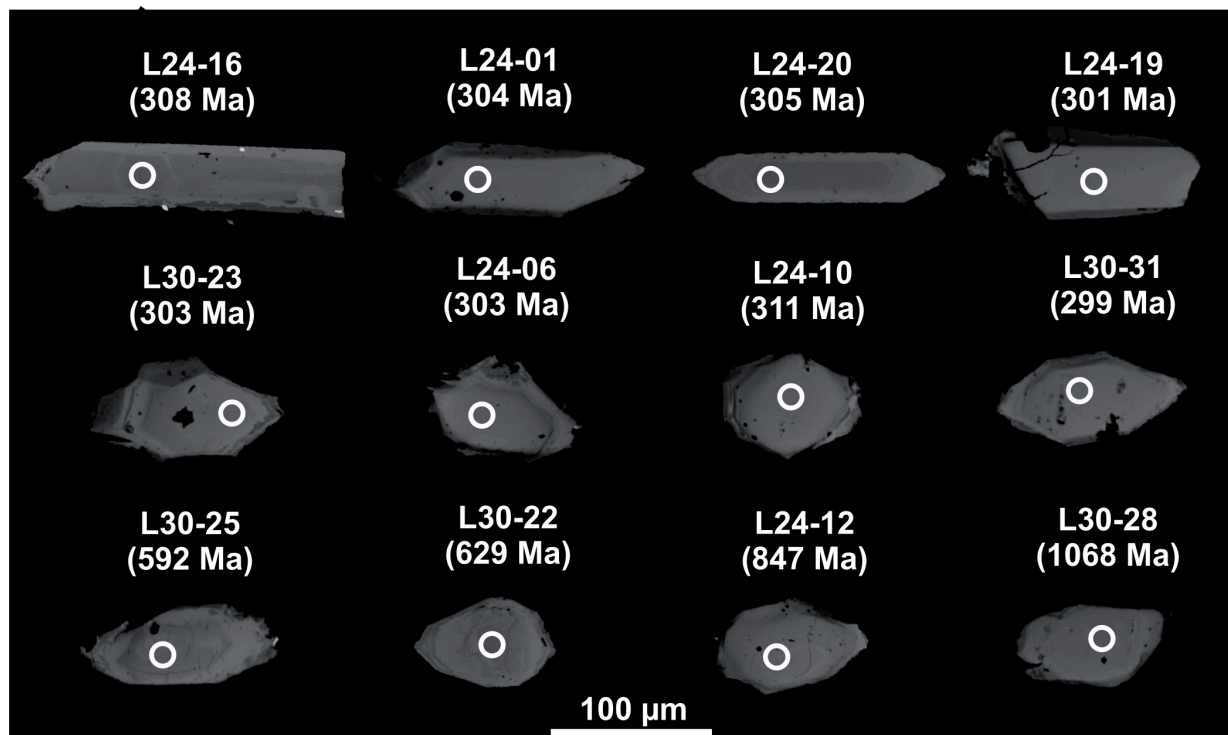 L24-16
(308 Ma)
L24-01
(304 Ma)
L24-20
(305 Ma)
L24-19
(301 Ma)
L30-23
(303 Ma)
L24-06
(303 Ma)
L24-10
(311 Ma)
L30-31
(299 Ma)
L30-25
(592 Ma)
L30-22
(629 Ma)
L24-12
(847 Ma)
L30-28
(1068 Ma)
100 µm